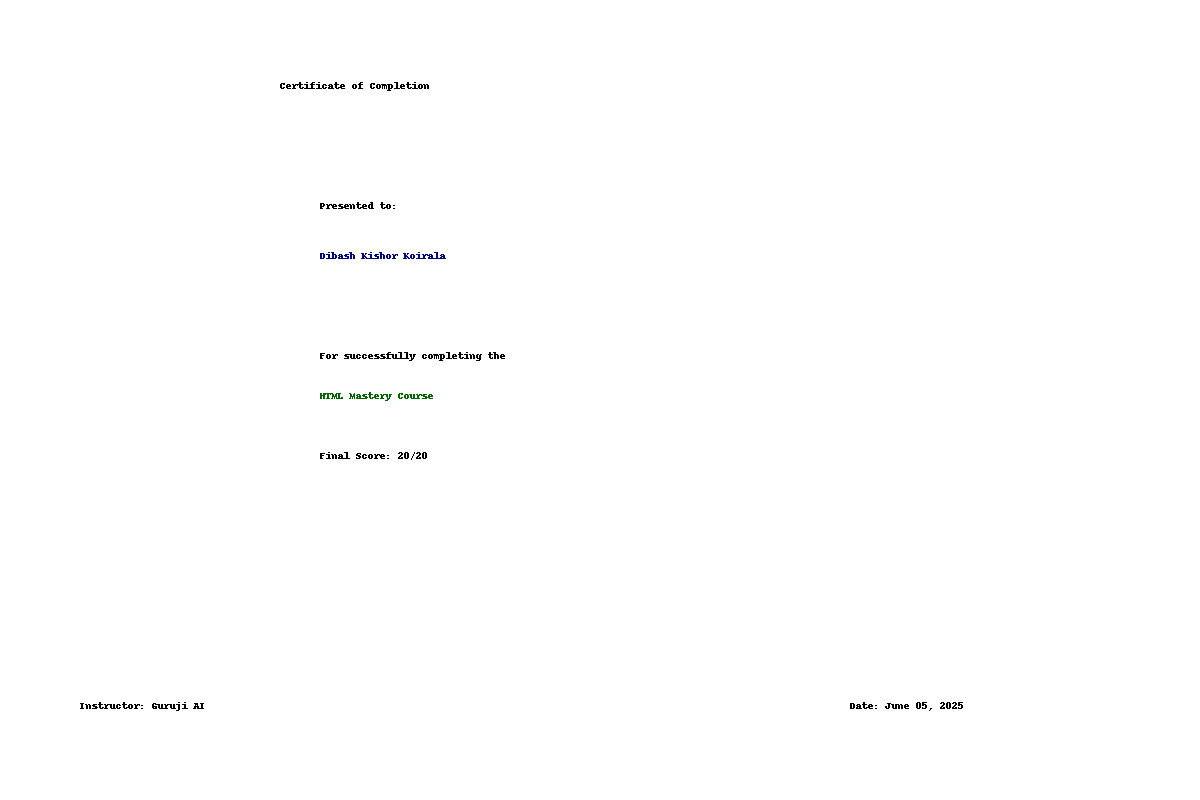 Certificate of Completion
Presented to:
Dibash Kishor Koirala
For successfully completing the
HTML Mastery Course
Final Score: 20/20
Instructor: Guruji AI
Date: June 05, 2025